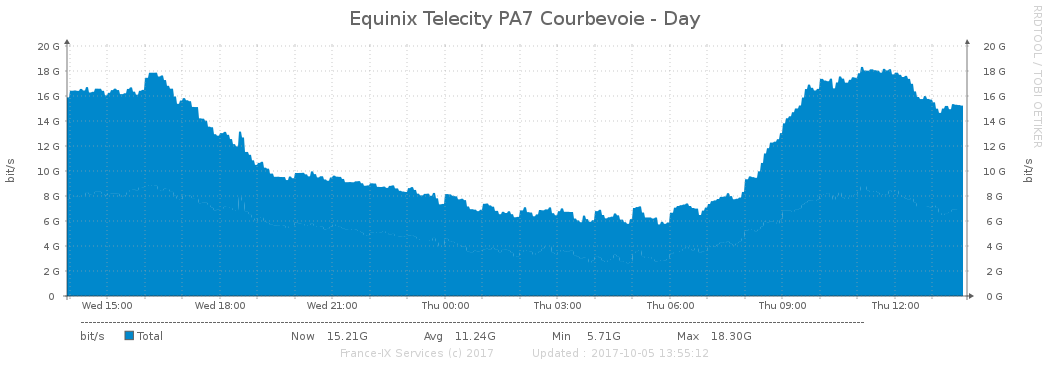 Equinix Telecity PA7 Courbevoie - Day
RRDTOOL / TOBI OETIKER
20 G 20 G
18 G 18 G
16 G 16 G
14 G 14 G
12 G 12 G
10 G 10 G
8 G 8 G
6 G 6 G
4 G 4 G
2 G 2 G
0 0 G
bit/s bit/s
Wed 15:00 Wed 18:00 Wed 21:00 Thu 00:00 Thu 03:00 Thu 06:00 Thu 09:00 Thu 12:00
bit/s Total Now 15.21G Avg 11.24G Min 5.71G Max 18.30G
France-IX Services (c) 2017 Updated : 2017-10-05 13:55:12